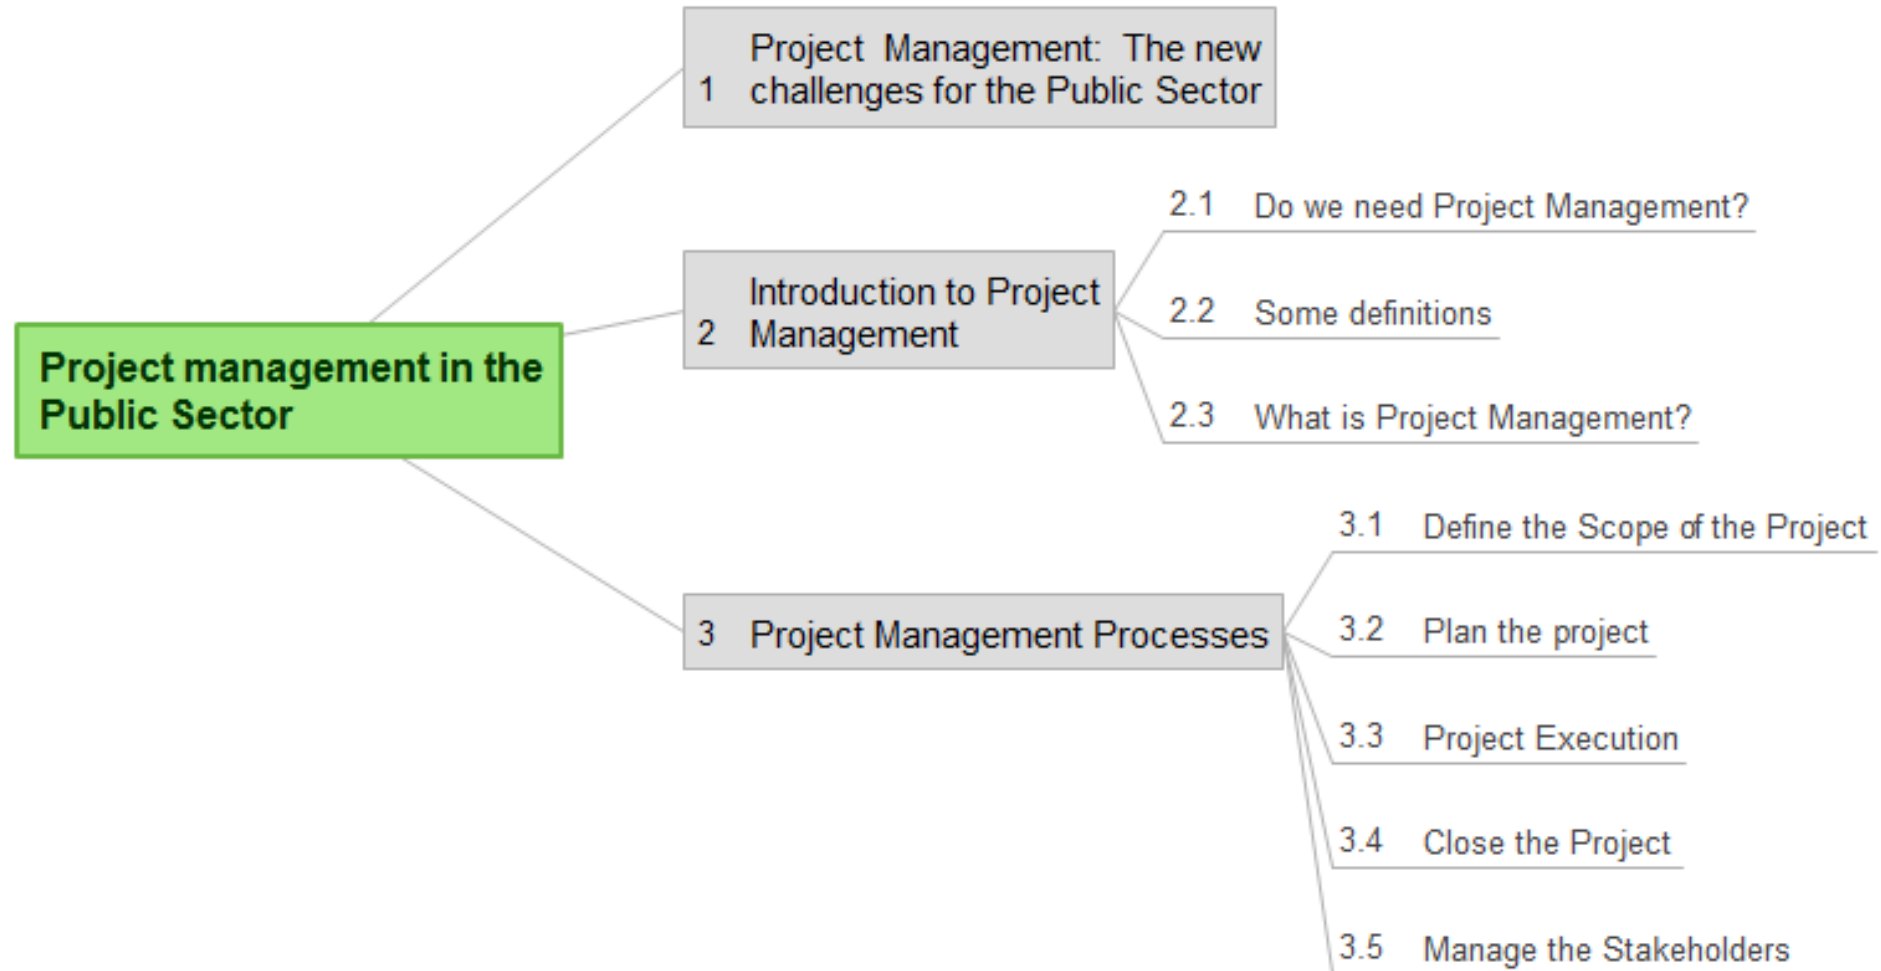 1 Project Management: The new
challenges for the Public Sector
2.1 Do we need Project Management?
2 Introduction to Project
Management
2.2 Some definitions
2.3 What is Project Management?
Project management in the
Public Sector
3.1 Define the Scope of the Project
3 Project Management Processes
3.2 Plan the project
3.3 Project Execution
3.4 Close the Project
3.5 Manage the Stakeholders